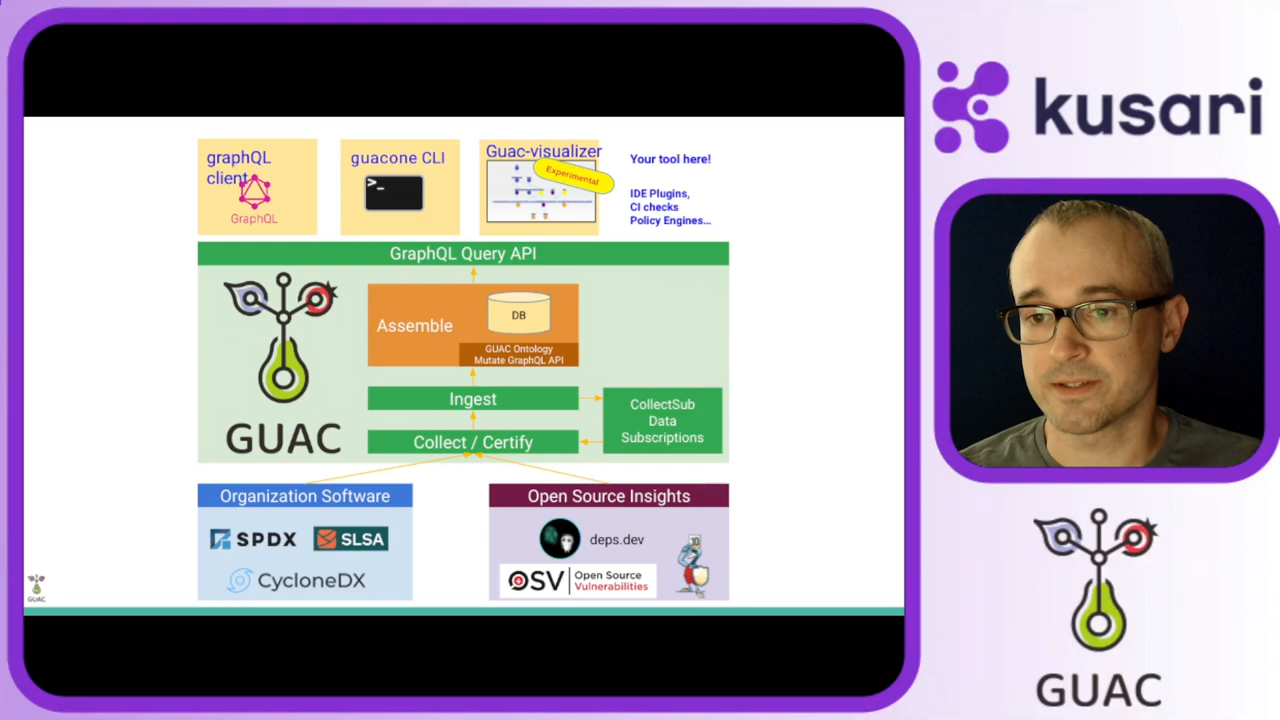 graphQL
client
GraphQL
guacone CLI
>_
Guac-visualizer
Experimental
Your tool here!
IDE Plugins,
CI checks
Policy Engines...
GraphQL Query API
GUAC
Assemble
DB
GUAC Ontology
Mutate GraphQL API
Ingest
Collect / Certify
CollectSub
Data
Subscriptions
Organization Software
SPDX
SLSA
CycloneDX
Open Source Insights
deps.dev
OSV
Open Source
Vulnerabilities
10
GUAC
kusari
GUAC